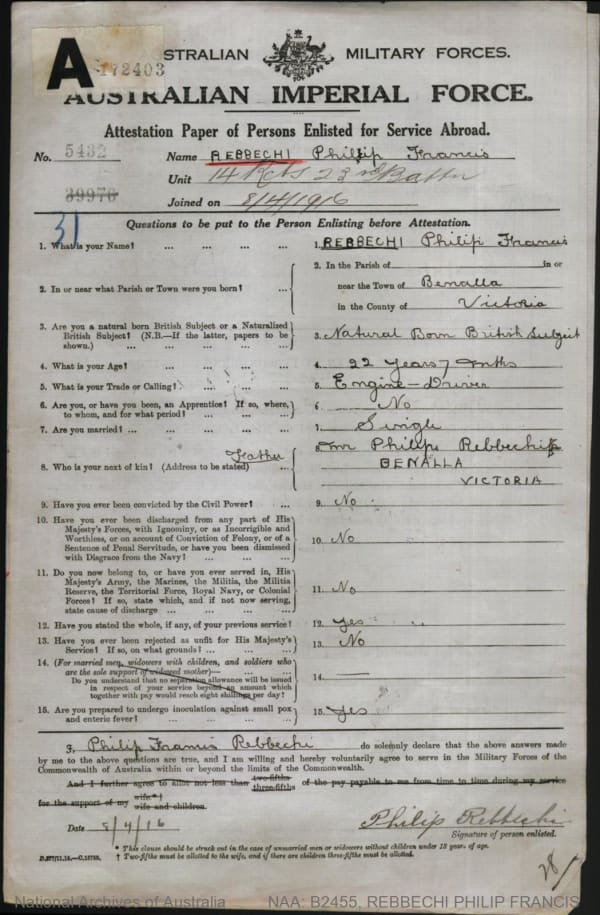 A
172403
STRALIAN MILITARY FORCES.
AUSTRALIAN IMPERIAL FORCE.
Attestation Paper of Persons Enlisted for Service Abroad.
No. 5432 Name REBBECHI Philip Francis
Unit 14 Rcts 23rd Battn
39970 Joined on 8/4/1916
31
Questions to be put to the Person Enlisting before Attestation.
1. What is your Name? ... ... ... ... 1. REBBECHI Philip Francis
2. In or near what Parish or Town were you born? ... 2. In the Parish of in or
near the Town of Benalla
in the County of Victoria
3. Are you a natural born British Subject or a Naturalized
British Subject? (N.B.—If the latter, papers to be
shown.) ... ... ... ... 3. Natural Born British Subject
4. What is your Age? ... ... ... ... 4. 22 Years 7 mnths
5. What is your Trade or Calling? ... ... ... 5. Engine-Driver
6. Are you, or have you been, an Apprentice? If so, where,
to whom, and for what period? ... ... ... 6. No
7. Are you married? ... ... ... ... 7. Single
Father
8. Who is your next of kin? (Address to be stated) ... 8. Mr Philip Rebbechi
BENALLA
VICTORIA
9. Have you ever been convicted by the Civil Power? ... 9. No
10. Have you ever been discharged from any part of His
Majesty's Forces, with Ignominy, or as Incorrigible and
Worthless, or on account of Conviction of Felony, or of a
Sentence of Penal Servitude, or have you been dismissed
with Disgrace from the Navy? ... ... ... 10. No
11. Do you now belong to, or have you ever served in, His
Majesty's Army, the Marines, the Militia, the Militia
Reserve, the Territorial Force, Royal Navy, or Colonial
Forces? If so, state which, and if not now serving,
state cause of discharge ... ... ... ... 11. No
12. Have you stated the whole, if any, of your previous service? 12. Yes
13. Have you ever been rejected as unfit for His Majesty's
Service? If so, on what grounds? ... ... ... 13. No
14. (For married men, widowers with children, and soldiers who
are the sole support of widowed mother)—
Do you understand that no separation allowance will be issued
in respect of your service beyond an amount which
together with pay would reach eight shillings per day? 14. —
15. Are you prepared to undergo inoculation against small pox
and enteric fever? ... ... ... ... 15. Yes
I, Philip Francis Rebbechi do solemnly declare that the above answers made
by me to the above questions are true, and I am willing and hereby voluntarily agree to serve in the Military Forces of the
Commonwealth of Australia within or beyond the limits of the Commonwealth.
And I further agree to allot not less than two-fifths three-fifths of the pay payable to me from time to time during my service
for the support of my wife*† wife and children.
Date 8/4/16 Philip Rebbechi
Signature of person enlisted.
* This clause should be struck out in the case of unmarried men or widowers without children under 18 years of age.
† Two-fifths must be allotted to the wife, and if there are children three-fifths must be allotted.
National Archives of Australia NAA: B2455, REBBECHI PHILIP FRANCIS